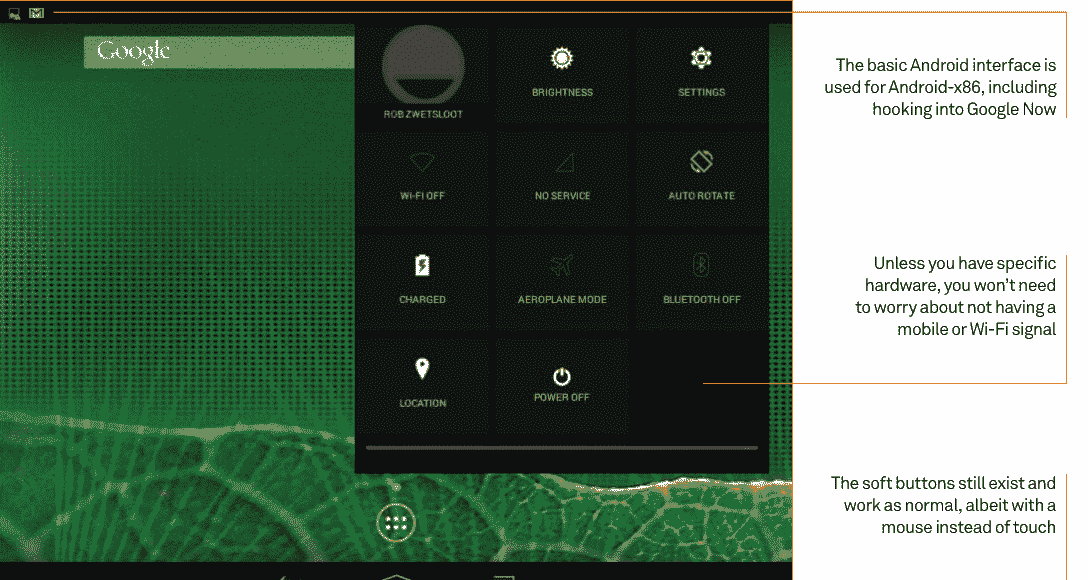 Google
ROB ZWETSLOOT
BRIGHTNESS
SETTINGS
WI-FI OFF
NO SERVICE
AUTO ROTATE
CHARGED
AEROPLANE MODE
BLUETOOTH OFF
LOCATION
POWER OFF
The basic Android interface is
used for Android-x86, including
hooking into Google Now
Unless you have specific
hardware, you won’t need
to worry about not having a
mobile or Wi-Fi signal
The soft buttons still exist and
work as normal, albeit with a
mouse instead of touch